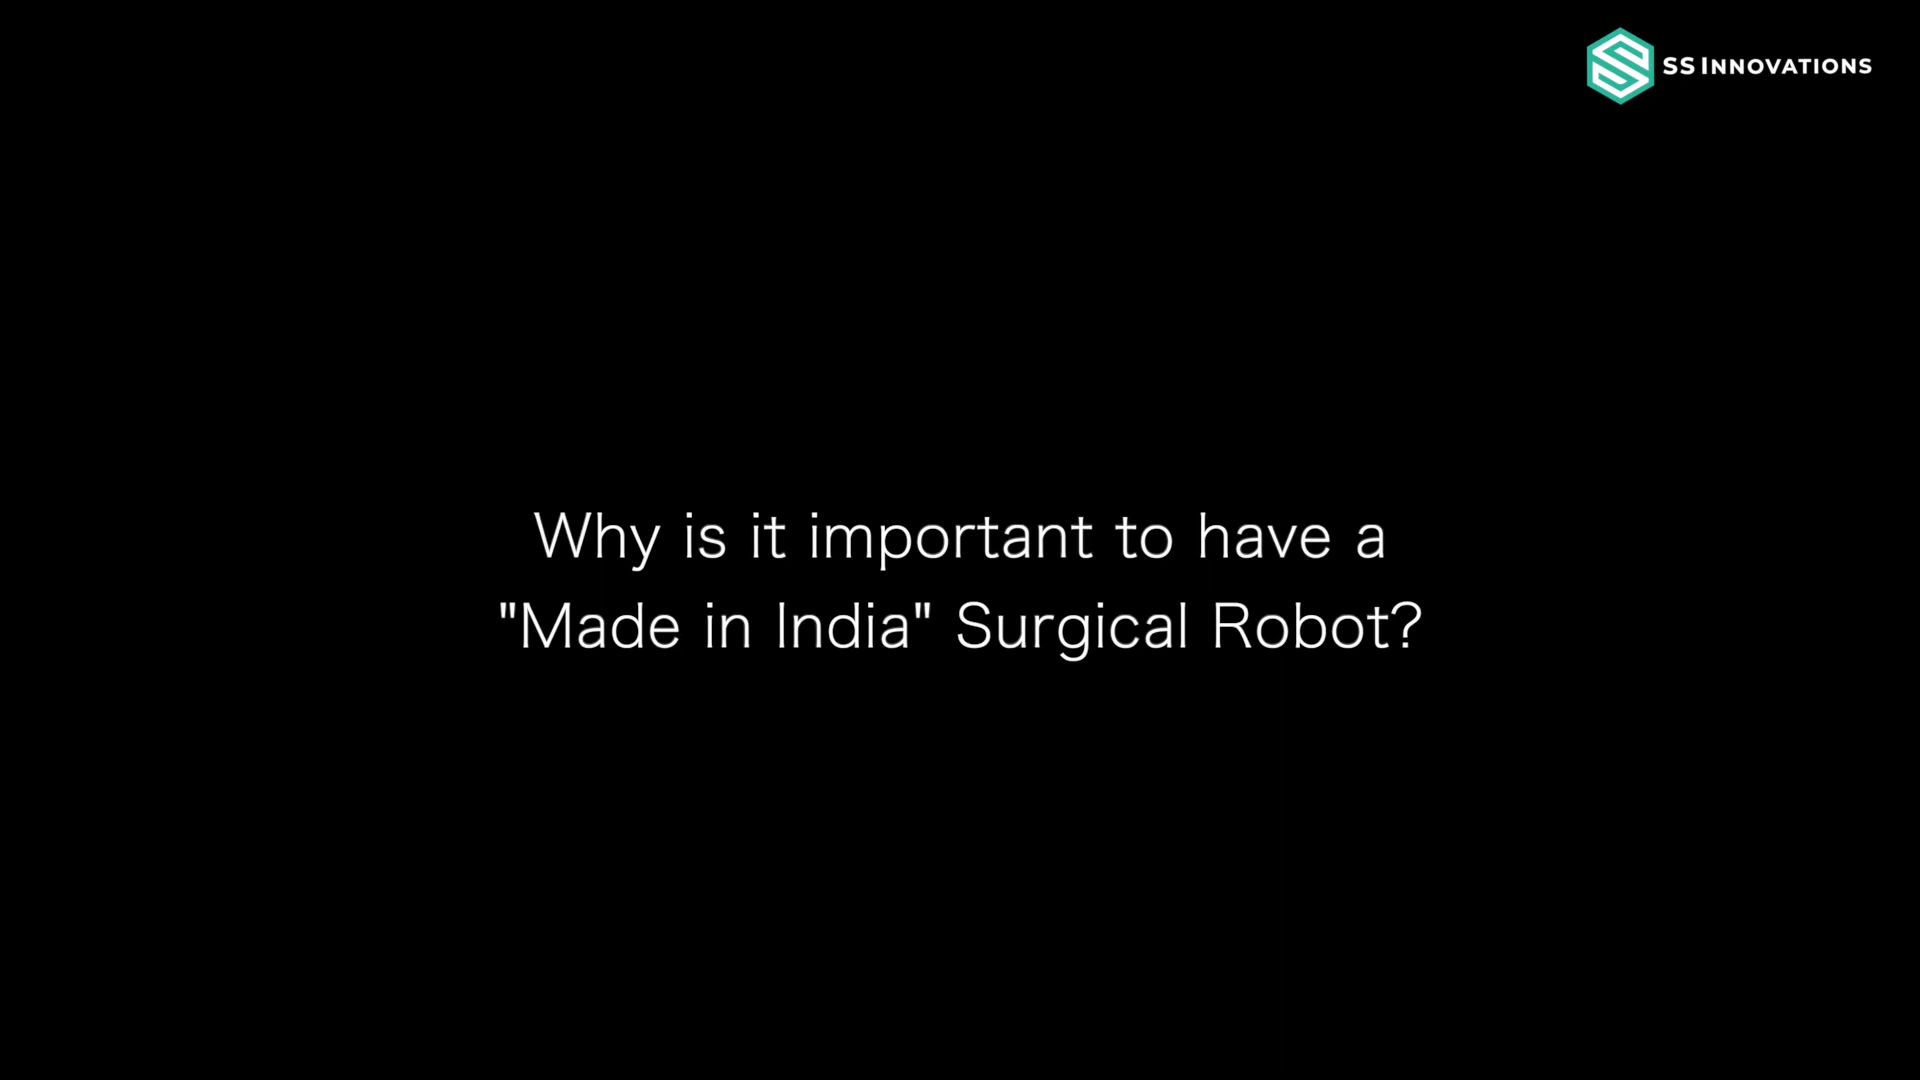 SS INNOVATIONS
Why is it important to have a
"Made in India" Surgical Robot?